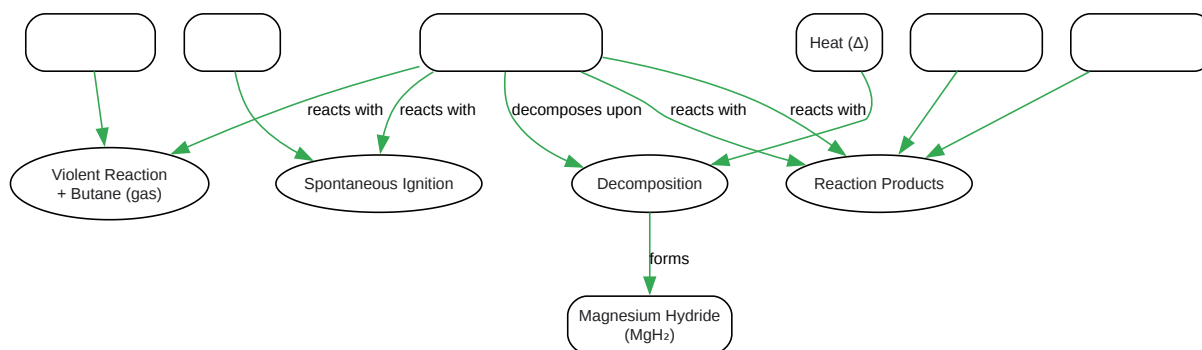 Heat (Δ)
reacts with
reacts with
decomposes upon
reacts with
reacts with
Violent Reaction
+ Butane (gas)
Spontaneous Ignition
Decomposition
Reaction Products
forms
Magnesium Hydride
(MgH₂)